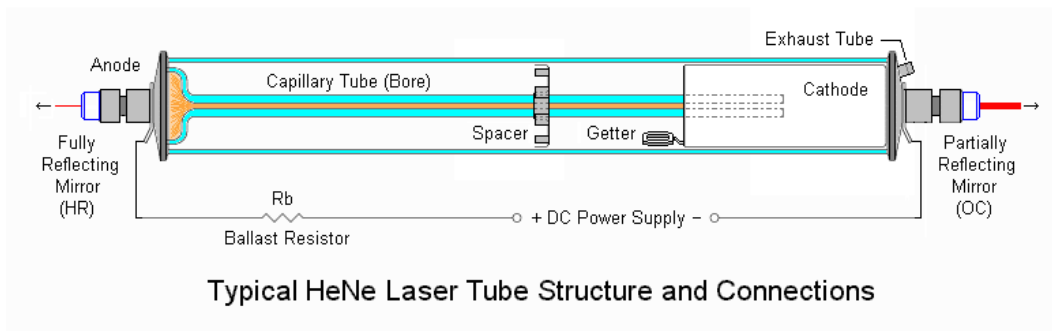 Exhaust Tube
Anode
Capillary Tube (Bore)
Cathode
Spacer
Getter
Fully
Reflecting
Mirror
(HR)
Partially
Reflecting
Mirror
(OC)
Rb
+ DC Power Supply −
Ballast Resistor
Typical HeNe Laser Tube Structure and Connections